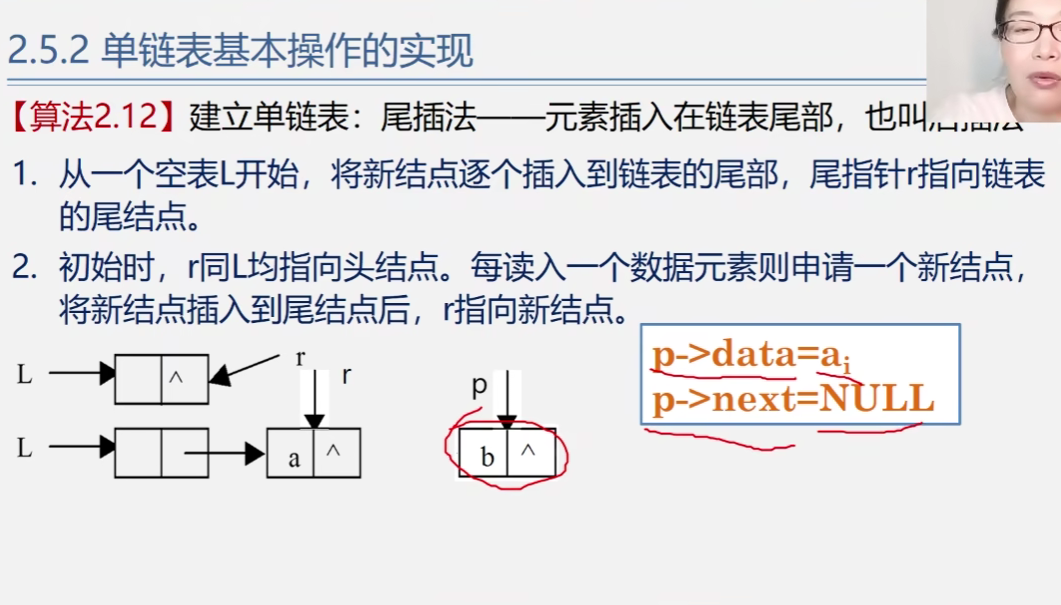 2.5.2 单链表基本操作的实现
【算法2.12】建立单链表：尾插法——元素插入在链表尾部，也叫后插法
1. 从一个空表L开始，将新结点逐个插入到链表的尾部，尾指针r指向链表
的尾结点。
2. 初始时，r同L均指向头结点。每读入一个数据元素则申请一个新结点，
将新结点插入到尾结点后，r指向新结点。
L ^ r
r
p
p->data=aᵢ
p->next=NULL
L a ^ b ^